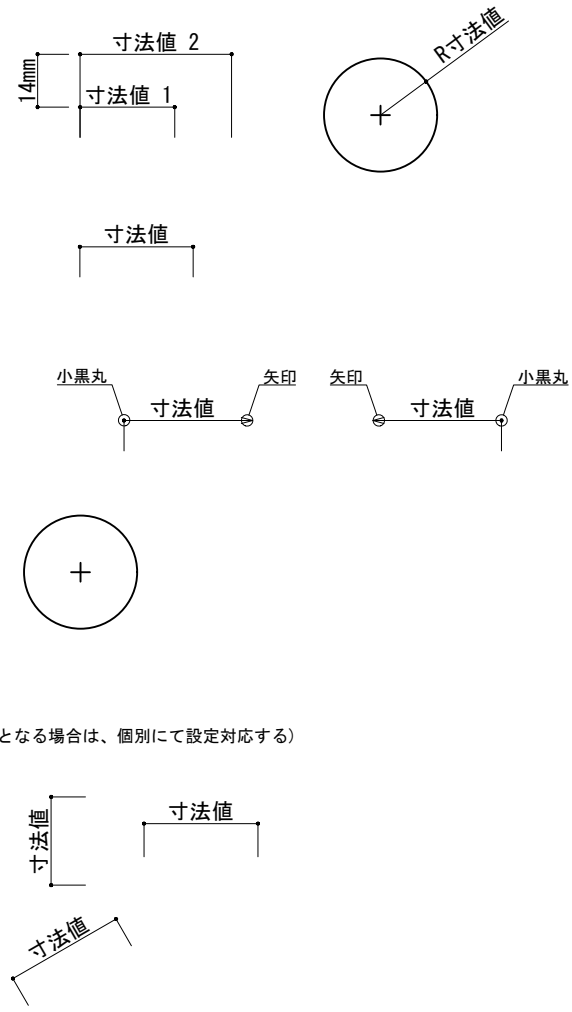 寸法値 2
寸法値 1
14mm
R寸法値
寸法値
小黒丸
矢印
矢印
小黒丸
寸法値
寸法値
となる場合は、個別にて設定対応する)
寸法値
寸法値
寸法値